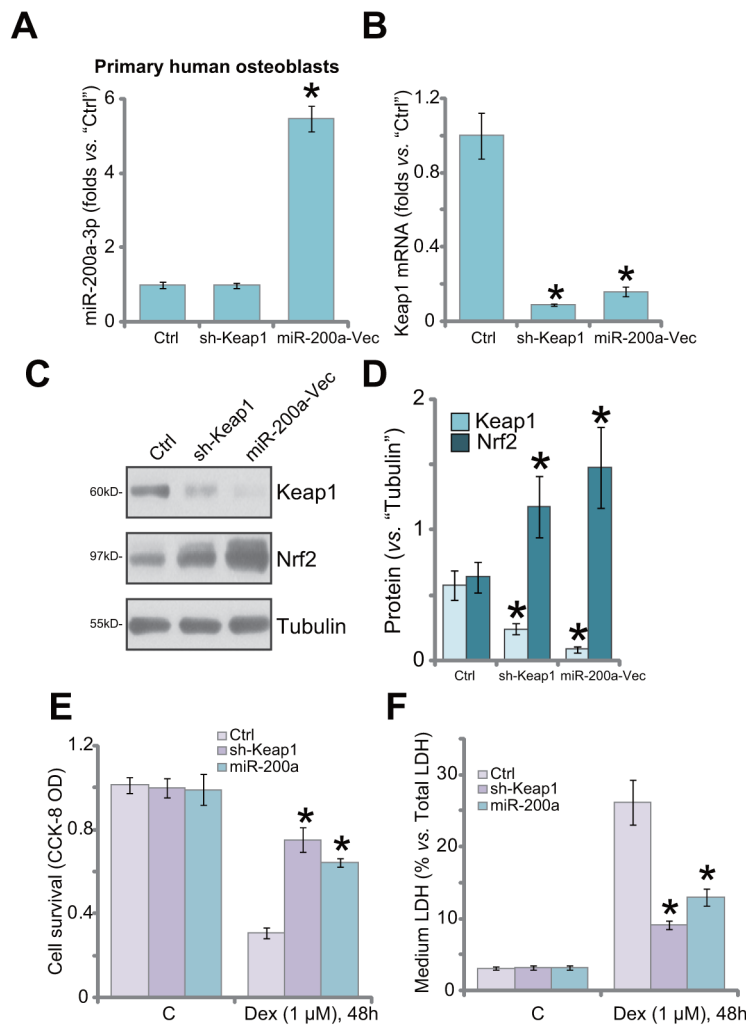 A
Primary human osteoblasts
miR-200a-3p (folds vs. “Ctrl”)
6
4
2
0
*
Ctrl sh-Keap1 miR-200a-Vec
B
Keap1 mRNA (folds vs. “Ctrl”)
1.2
0.8
0.4
0
* *
Ctrl sh-Keap1 miR-200a-Vec
C
Ctrl sh-Keap1 miR-200a-Vec
60kD- Keap1
97kD- Nrf2
55kD- Tubulin
D
Protein (vs. “Tubulin”)
2
1
0
Keap1
Nrf2
* * * *
Ctrl sh-Keap1 miR-200a-Vec
E
Cell survival (CCK-8 OD)
1.2
0.8
0.4
0
Ctrl
sh-Keap1
miR-200a
* *
C Dex (1 µM), 48h
F
Medium LDH (% vs. Total LDH)
30
20
10
0
Ctrl
sh-Keap1
miR-200a
* *
C Dex (1 µM), 48h